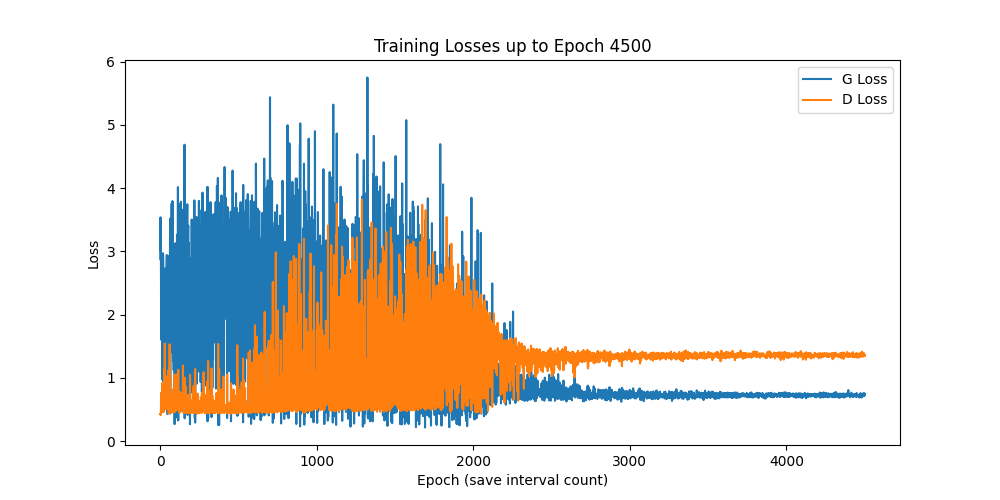 Training Losses up to Epoch 4500
G Loss
D Loss
6
5
4
3
2
1
0
Loss
0 1000 2000 3000 4000
Epoch (save interval count)